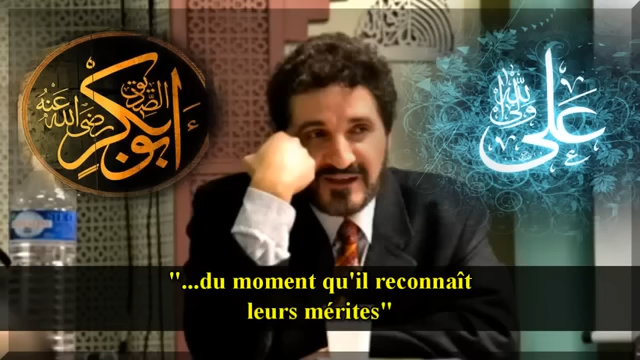 أبو بكر الصديق رضي الله عنه
علي ولي الله
"...du moment qu'il reconnaît
leurs mérites"